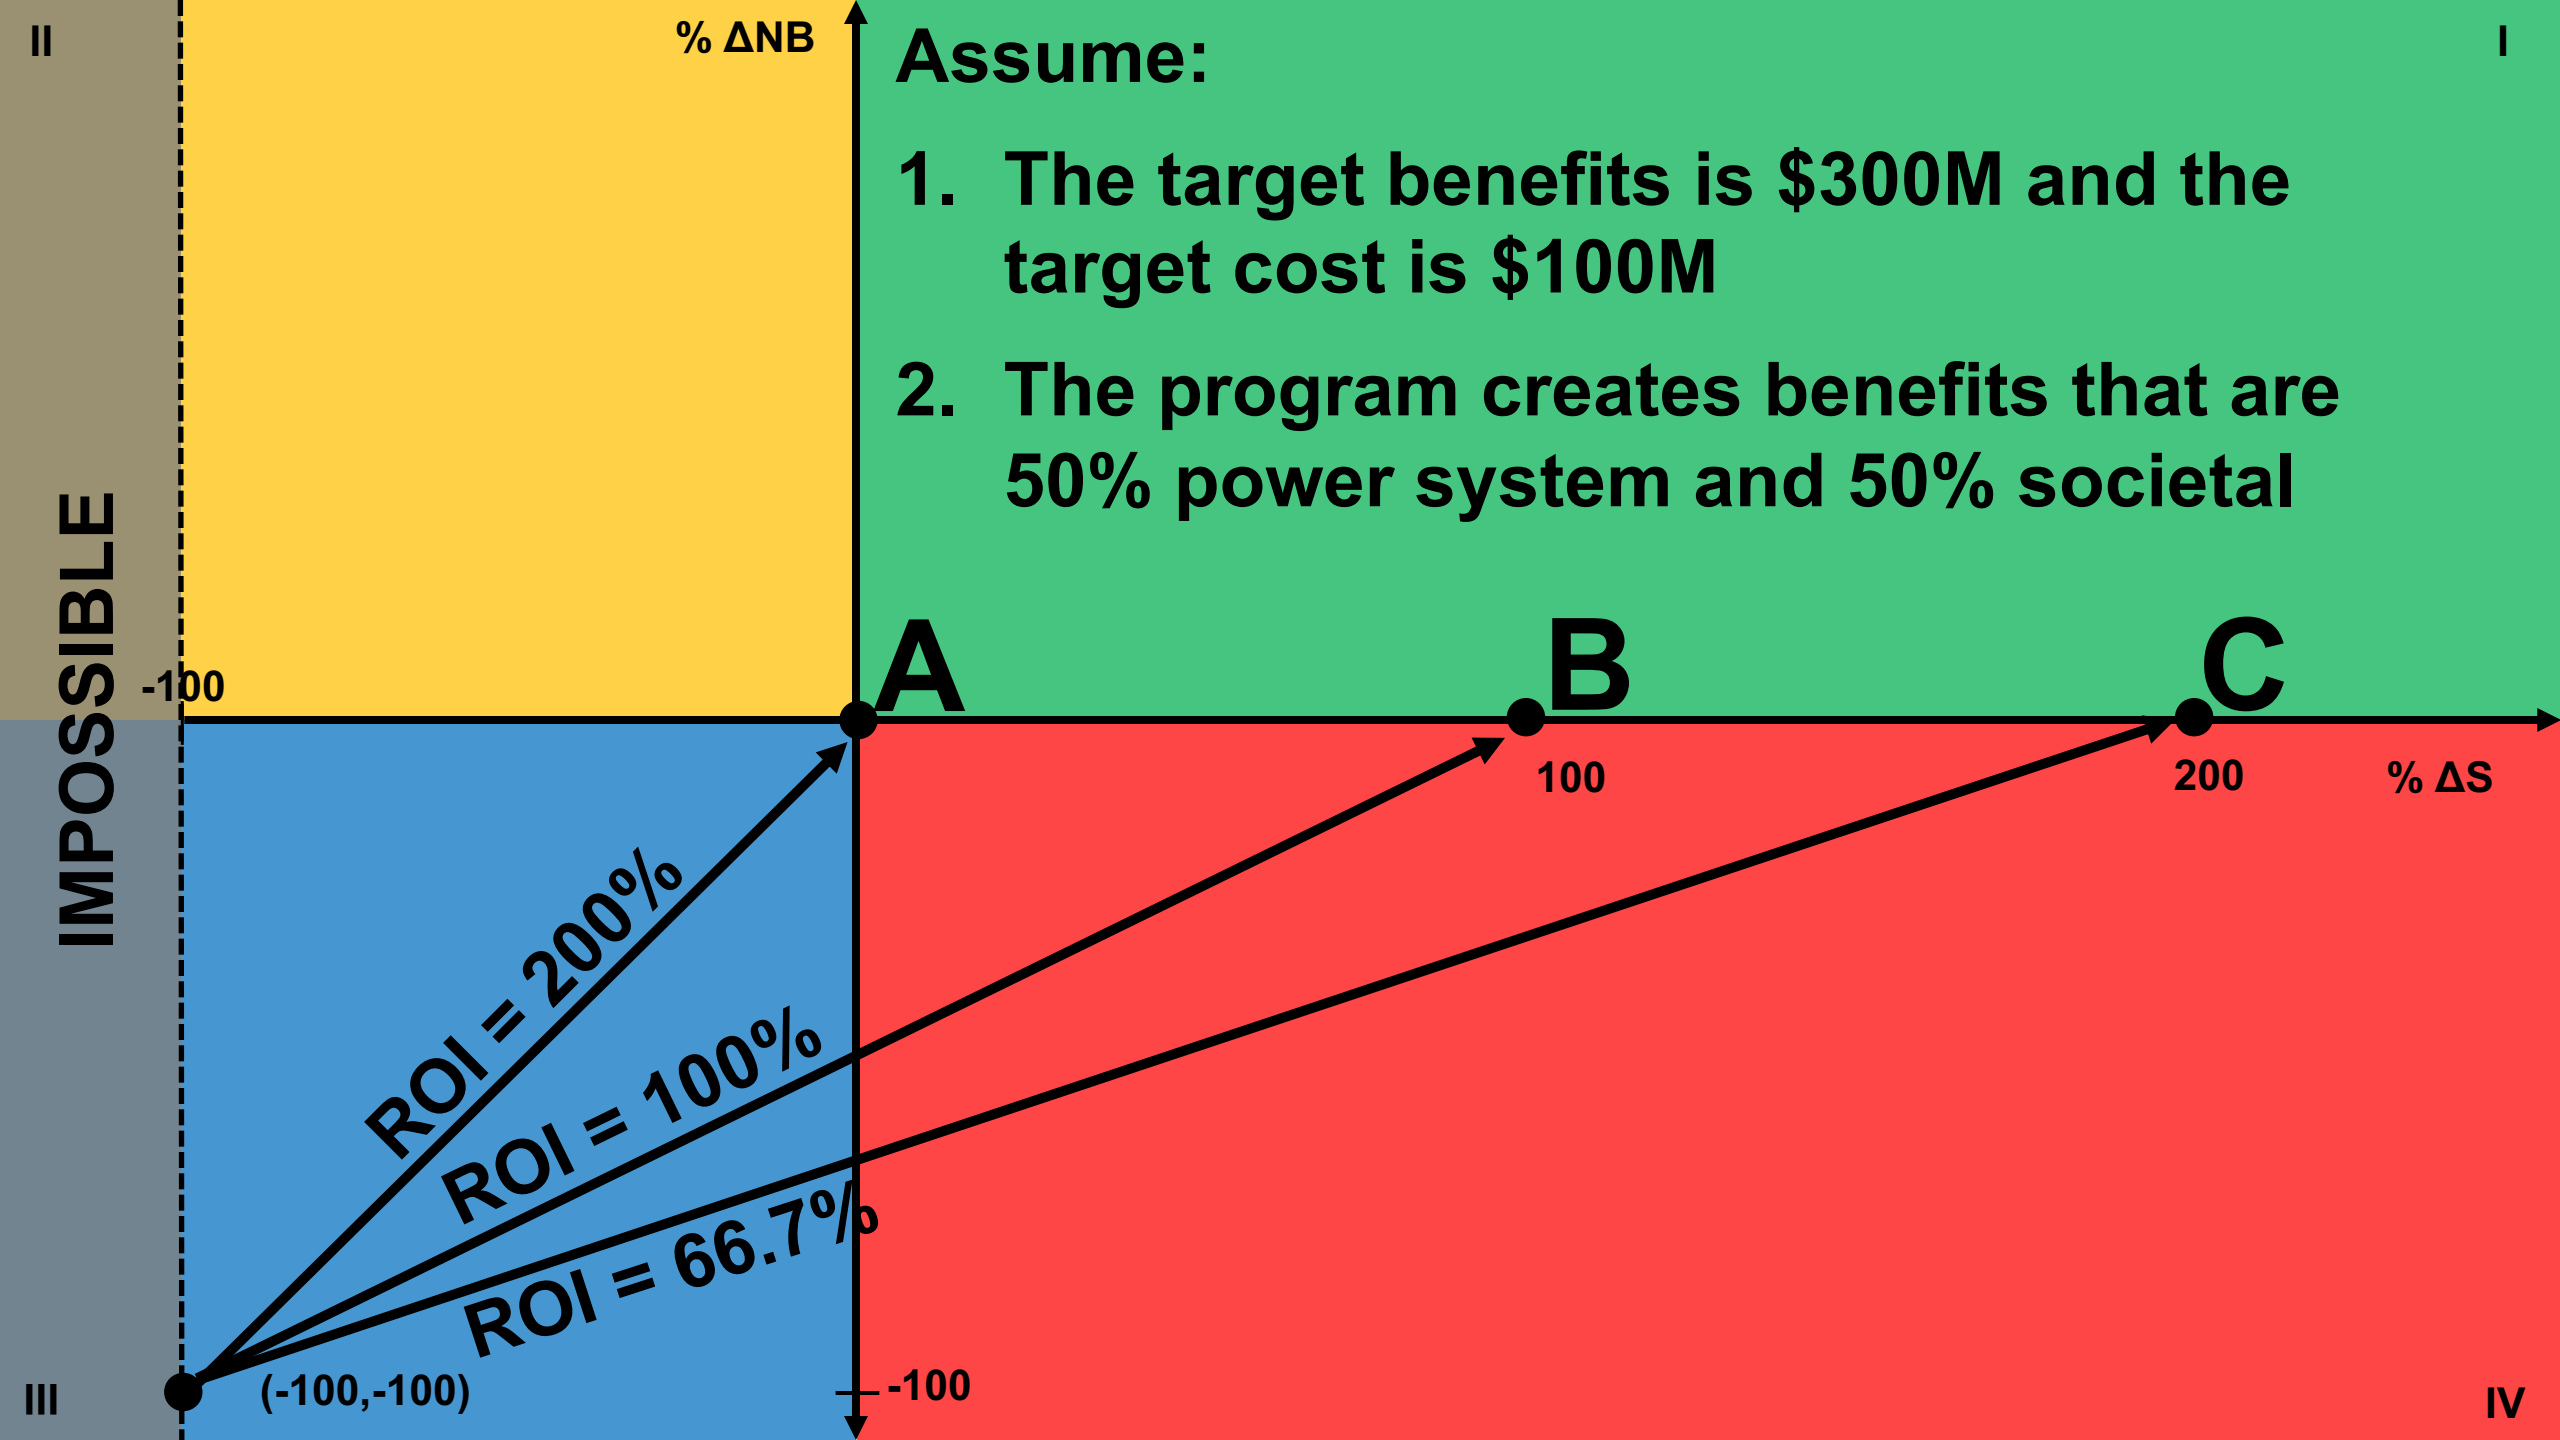 II
% ΔNB
I
Assume:
1. The target benefits is $300M and the
target cost is $100M
2. The program creates benefits that are
50% power system and 50% societal
IMPOSSIBLE
-100
A
B
C
100
200
% ΔS
ROI = 200%
ROI = 100%
ROI = 66.7%
(-100,-100)
-100
III
IV